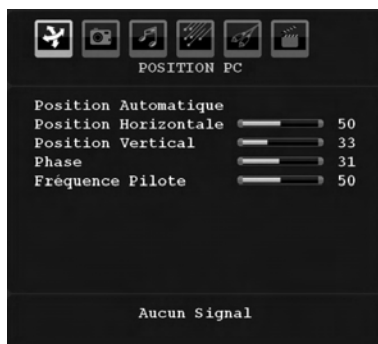 POSITION PC
Position Automatique
Position Horizontale 50
Position Vertical 33
Phase 31
Fréquence Pilote 50
Aucun Signal